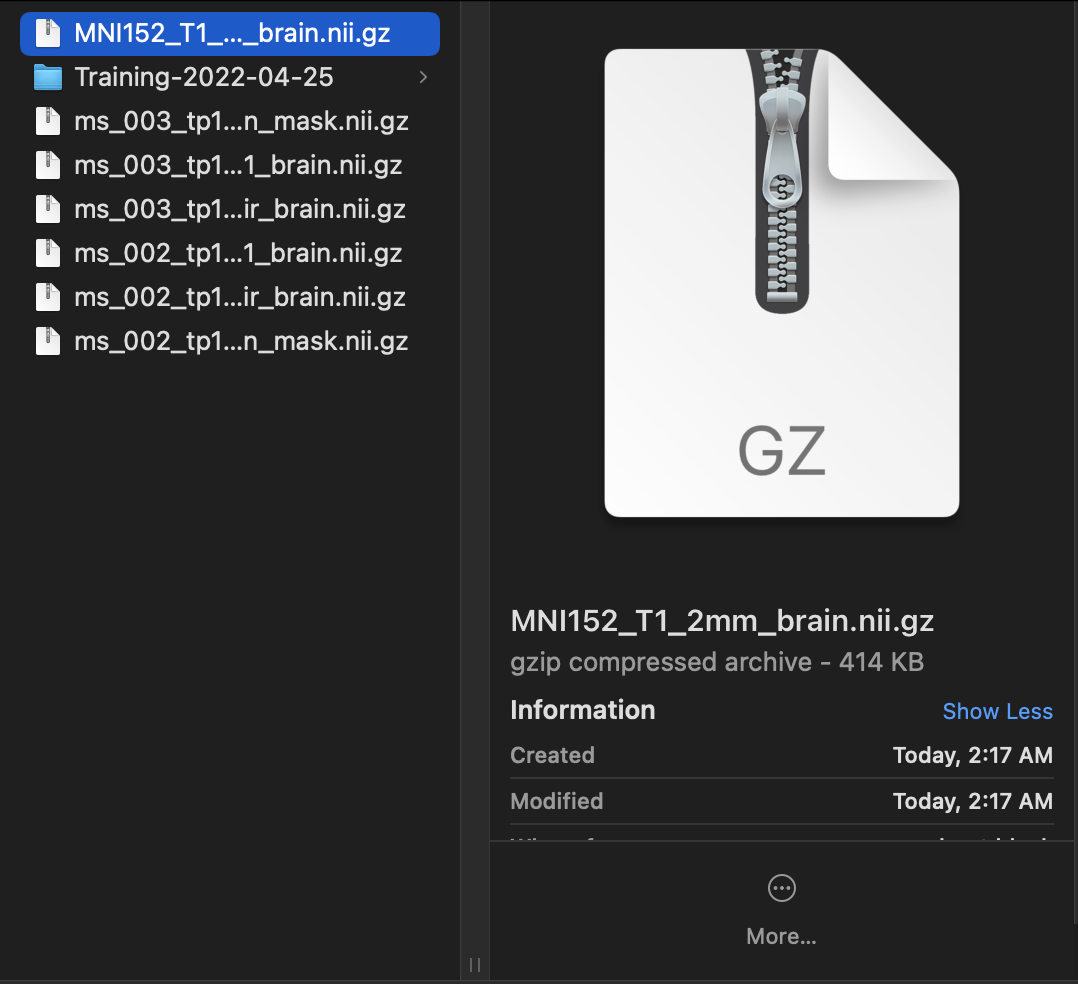 MNI152_T1_..._brain.nii.gz
Training-2022-04-25
ms_003_tp1...n_mask.nii.gz
ms_003_tp1...1_brain.nii.gz
ms_003_tp1...ir_brain.nii.gz
ms_002_tp1...1_brain.nii.gz
ms_002_tp1...ir_brain.nii.gz
ms_002_tp1...n_mask.nii.gz
GZ
MNI152_T1_2mm_brain.nii.gz
gzip compressed archive - 414 KB
Information Show Less
Created Today, 2:17 AM
Modified Today, 2:17 AM
More...